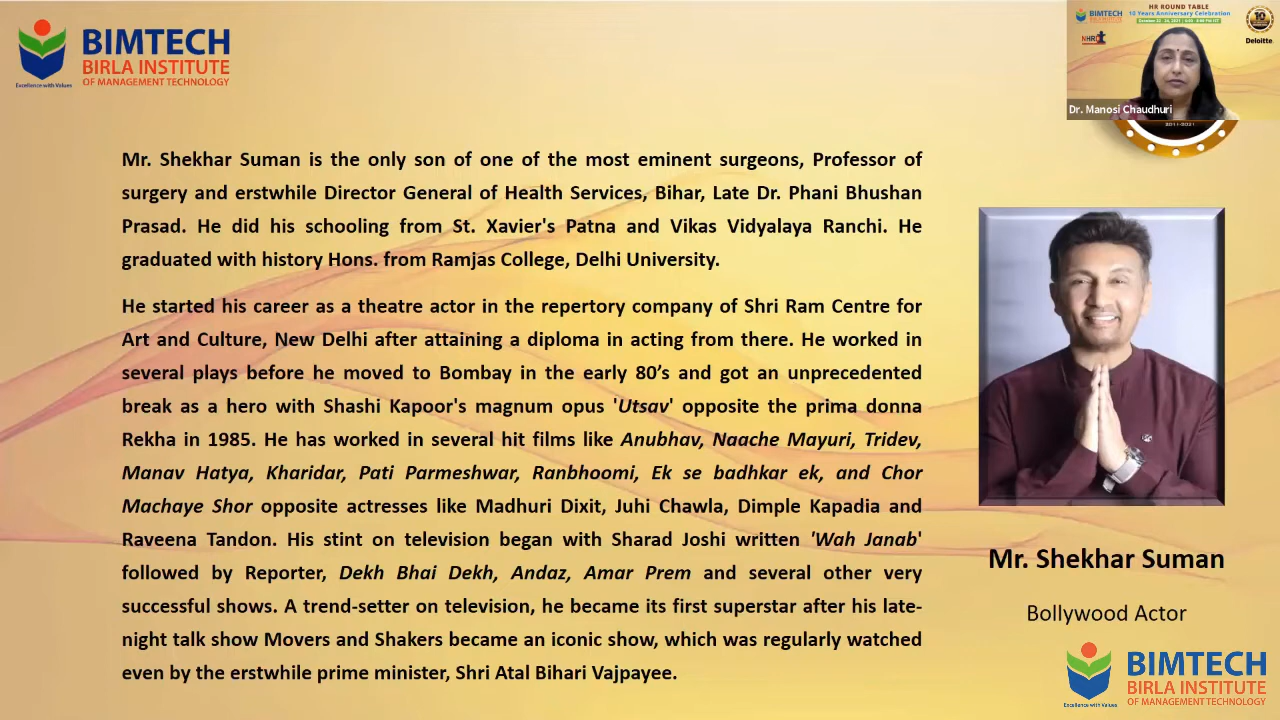 BIMTECH
BIRLA INSTITUTE
OF MANAGEMENT TECHNOLOGY
Excellence with Values
BIMTECH
HR ROUND TABLE
10 Years Anniversary Celebration
NHRD
Deloitte
Dr. Manosi Chaudhuri
2011-2021
Mr. Shekhar Suman is the only son of one of the most eminent surgeons, Professor of
surgery and erstwhile Director General of Health Services, Bihar, Late Dr. Phani Bhushan
Prasad. He did his schooling from St. Xavier's Patna and Vikas Vidyalaya Ranchi. He
graduated with history Hons. from Ramjas College, Delhi University.
He started his career as a theatre actor in the repertory company of Shri Ram Centre for
Art and Culture, New Delhi after attaining a diploma in acting from there. He worked in
several plays before he moved to Bombay in the early 80’s and got an unprecedented
break as a hero with Shashi Kapoor's magnum opus 'Utsav' opposite the prima donna
Rekha in 1985. He has worked in several hit films like Anubhav, Naache Mayuri, Tridev,
Manav Hatya, Kharidar, Pati Parmeshwar, Ranbhoomi, Ek se badhkar ek, and Chor
Machaye Shor opposite actresses like Madhuri Dixit, Juhi Chawla, Dimple Kapadia and
Raveena Tandon. His stint on television began with Sharad Joshi written 'Wah Janab'
followed by Reporter, Dekh Bhai Dekh, Andaz, Amar Prem and several other very
successful shows. A trend-setter on television, he became its first superstar after his late-
night talk show Movers and Shakers became an iconic show, which was regularly watched
even by the erstwhile prime minister, Shri Atal Bihari Vajpayee.
Mr. Shekhar Suman
Bollywood Actor
BIMTECH
BIRLA INSTITUTE
OF MANAGEMENT TECHNOLOGY
Excellence with Values